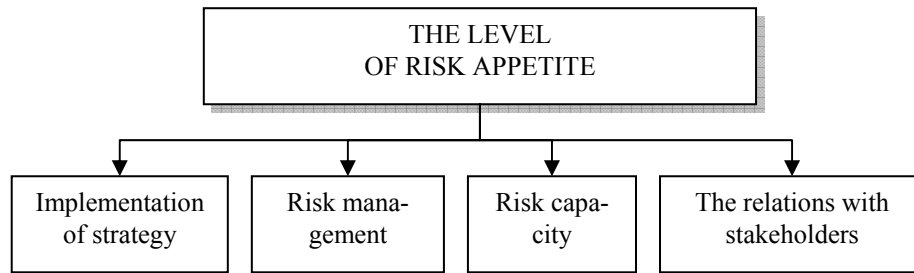 THE LEVEL
OF RISK APPETITE
Implementation
of strategy
Risk mana-
gement
Risk capa-
city
The relations with
stakeholders